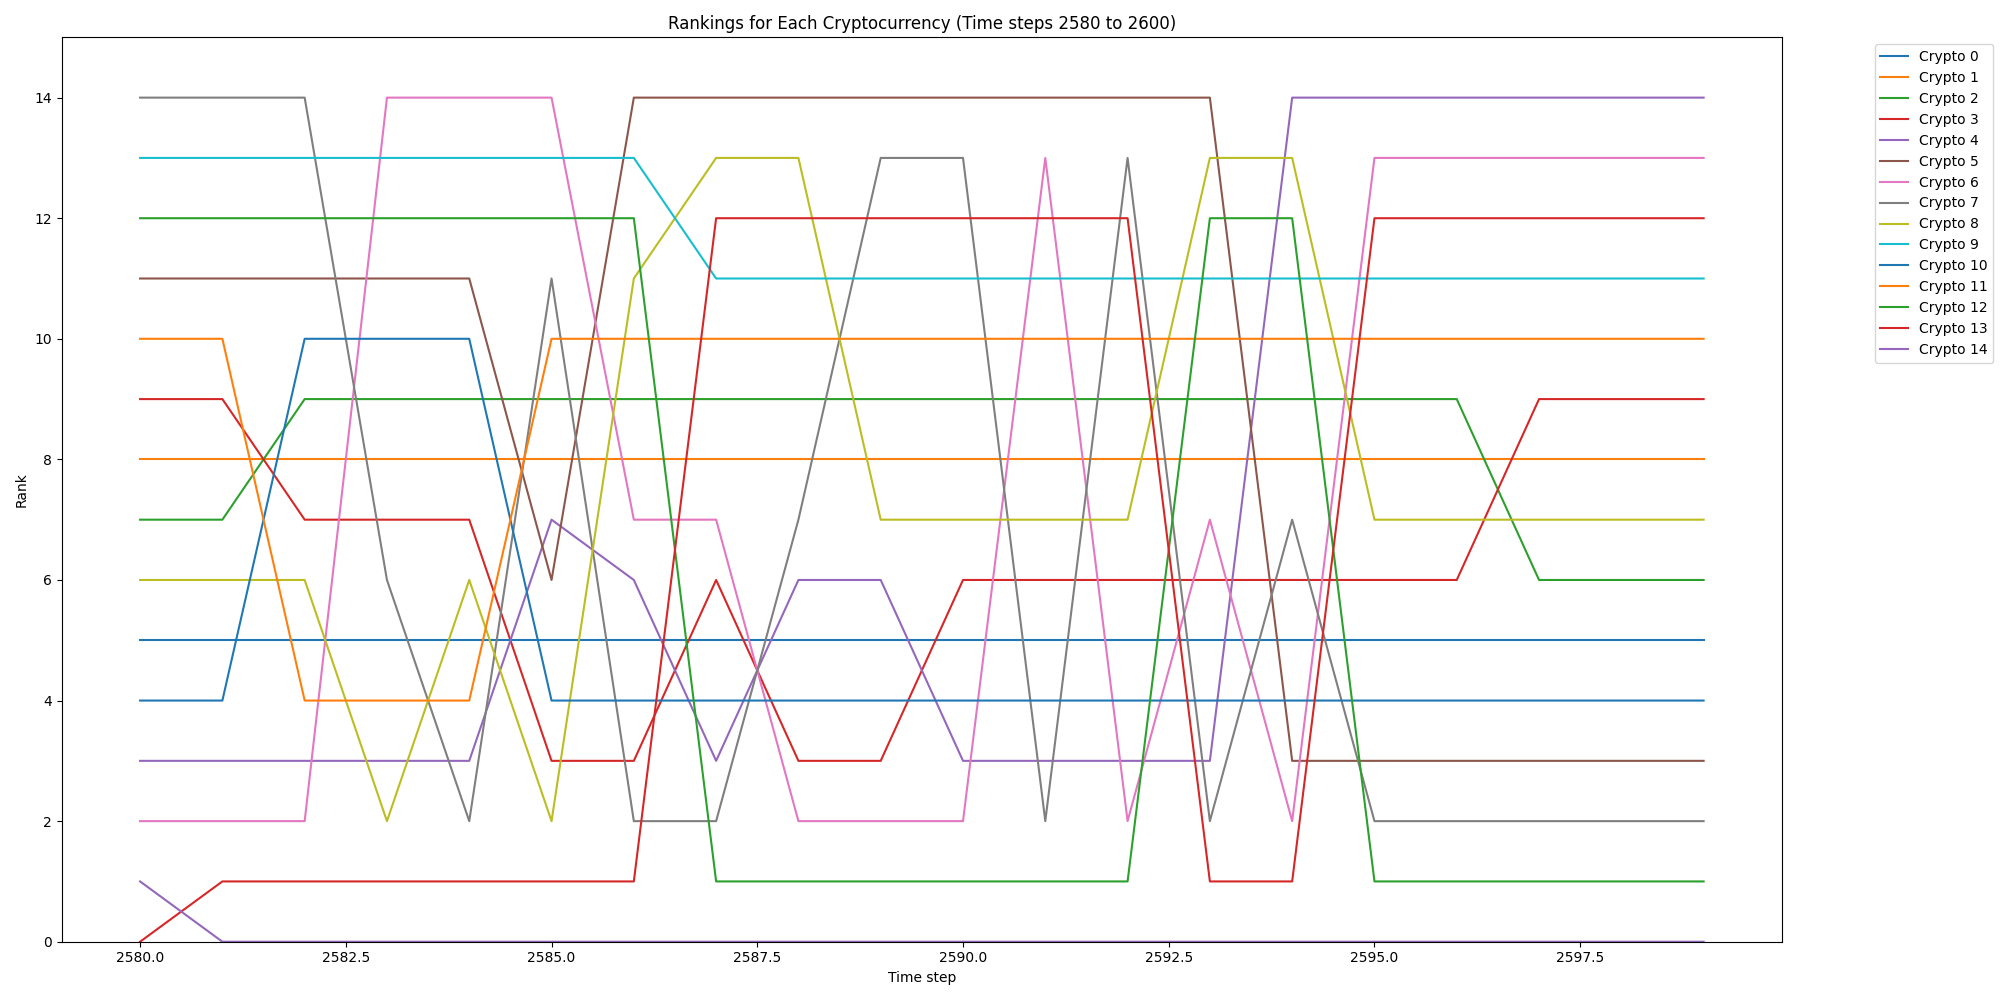 Rankings for Each Cryptocurrency (Time steps 2580 to 2600)
Rank
14
12
10
8
6
4
2
0
2580.0 2582.5 2585.0 2587.5 2590.0 2592.5 2595.0 2597.5
Time step
Crypto 0
Crypto 1
Crypto 2
Crypto 3
Crypto 4
Crypto 5
Crypto 6
Crypto 7
Crypto 8
Crypto 9
Crypto 10
Crypto 11
Crypto 12
Crypto 13
Crypto 14